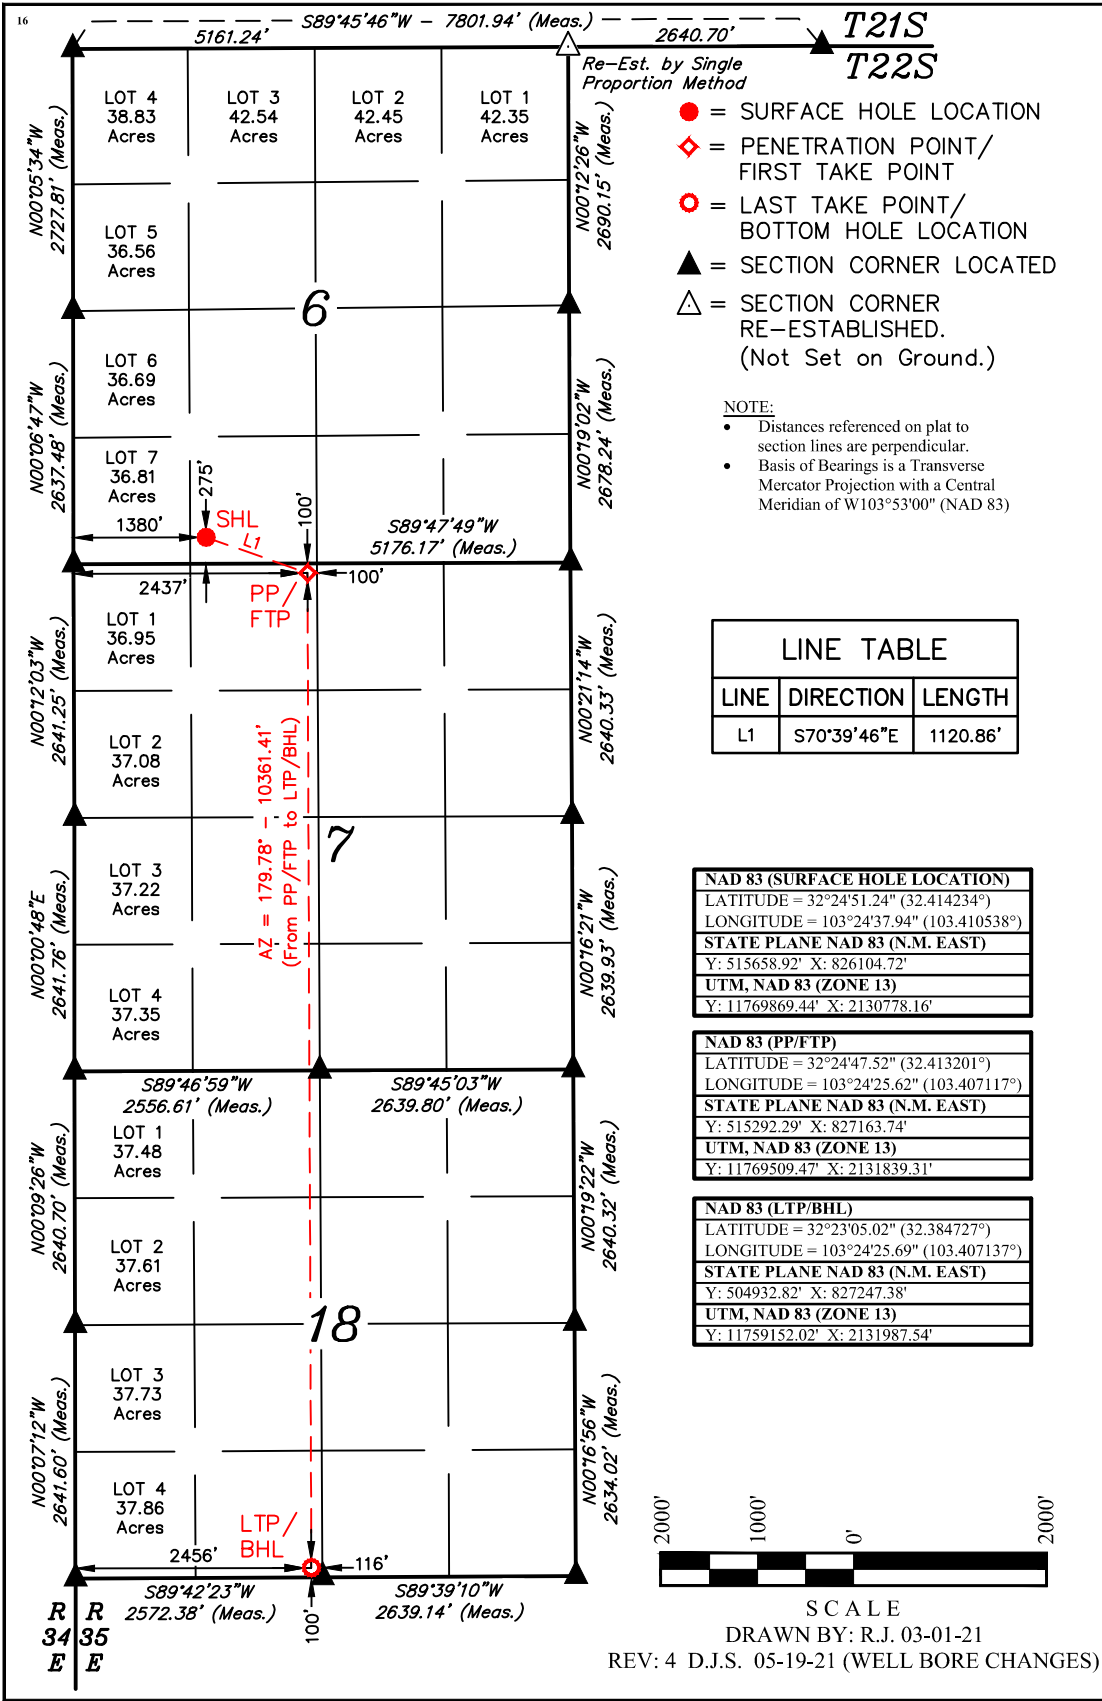 16
S89°45'46"W - 7801.94' (Meas.)
5161.24'
2640.70'
T21S
T22S
Re-Est. by Single
Proportion Method
LOT 4
38.83
Acres
LOT 3
42.54
Acres
LOT 2
42.45
Acres
LOT 1
42.35
Acres
N00°05'34"W
2727.81' (Meas.)
N00°12'26"W
2690.15' (Meas.)
= SURFACE HOLE LOCATION
= PENETRATION POINT/
FIRST TAKE POINT
= LAST TAKE POINT/
BOTTOM HOLE LOCATION
= SECTION CORNER LOCATED
= SECTION CORNER
RE-ESTABLISHED.
(Not Set on Ground.)
LOT 5
36.56
Acres
6
LOT 6
36.69
Acres
N00°06'47"W
2637.48' (Meas.)
N00°19'02"W
2678.24' (Meas.)
NOTE:
• Distances referenced on plat to
section lines are perpendicular.
• Basis of Bearings is a Transverse
Mercator Projection with a Central
Meridian of W103°53'00" (NAD 83)
LOT 7
36.81
Acres
275'
100'
1380'
SHL
L1
S89°47'49"W
5176.17' (Meas.)
2437'
100'
PP/
FTP
LOT 1
36.95
Acres
N00°12'03"W
2641.25' (Meas.)
N00°21'14"W
2640.33' (Meas.)
LINE TABLE
LINE DIRECTION LENGTH
L1 S70°39'46"E 1120.86'
LOT 2
37.08
Acres
AZ = 179.78° - 10361.41'
(From PP/FTP to LTP/BHL)
7
LOT 3
37.22
Acres
N00°00'48"E
2641.76' (Meas.)
N00°16'21"W
2639.93' (Meas.)
LOT 4
37.35
Acres
NAD 83 (SURFACE HOLE LOCATION)
LATITUDE = 32°24'51.24" (32.414234°)
LONGITUDE = 103°24'37.94" (103.410538°)
STATE PLANE NAD 83 (N.M. EAST)
Y: 515658.92' X: 826104.72'
UTM, NAD 83 (ZONE 13)
Y: 11769869.44' X: 2130778.16'
NAD 83 (PP/FTP)
LATITUDE = 32°24'47.52" (32.413201°)
LONGITUDE = 103°24'25.62" (103.407117°)
STATE PLANE NAD 83 (N.M. EAST)
Y: 515292.29' X: 827163.74'
UTM, NAD 83 (ZONE 13)
Y: 11769509.47' X: 2131839.31'
NAD 83 (LTP/BHL)
LATITUDE = 32°23'05.02" (32.384727°)
LONGITUDE = 103°24'25.69" (103.407137°)
STATE PLANE NAD 83 (N.M. EAST)
Y: 504932.82' X: 827247.38'
UTM, NAD 83 (ZONE 13)
Y: 11759152.02' X: 2131987.54'
S89°46'59"W
2556.61' (Meas.)
S89°45'03"W
2639.80' (Meas.)
LOT 1
37.48
Acres
N00°09'26"W
2640.70' (Meas.)
N00°19'22"W
2640.32' (Meas.)
LOT 2
37.61
Acres
18
LOT 3
37.73
Acres
N00°07'12"W
2641.60' (Meas.)
N00°16'56"W
2634.02' (Meas.)
LOT 4
37.86
Acres
LTP/
BHL
2456'
116'
S89°42'23"W
2572.38' (Meas.)
100'
S89°39'10"W
2639.14' (Meas.)
R R
34 35
E E
2000'
1000'
0'
2000'
SCALE
DRAWN BY: R.J. 03-01-21
REV: 4 D.J.S. 05-19-21 (WELL BORE CHANGES)